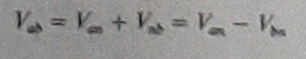 V_ab = V_an + V_nb = V_an − V_bn